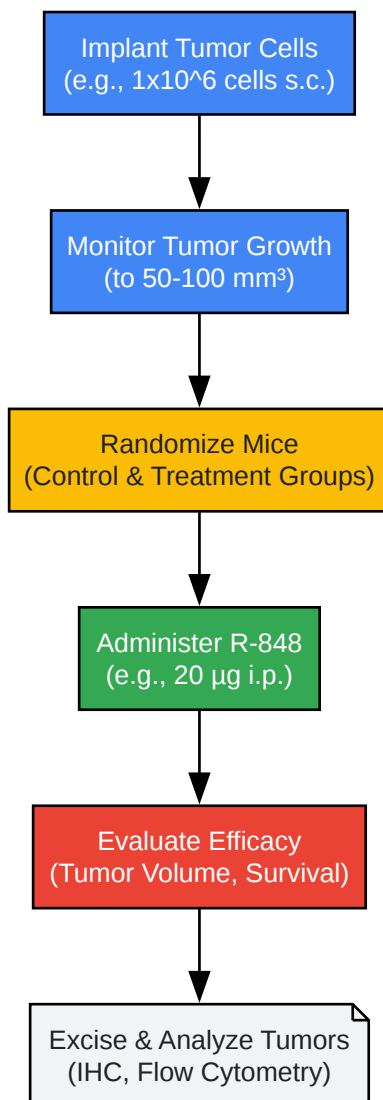 Implant Tumor Cells
(e.g., 1x10^6 cells s.c.)
Monitor Tumor Growth
(to 50-100 mm³)
Randomize Mice
(Control & Treatment Groups)
Administer R-848
(e.g., 20 µg i.p.)
Evaluate Efficacy
(Tumor Volume, Survival)
Excise & Analyze Tumors
(IHC, Flow Cytometry)